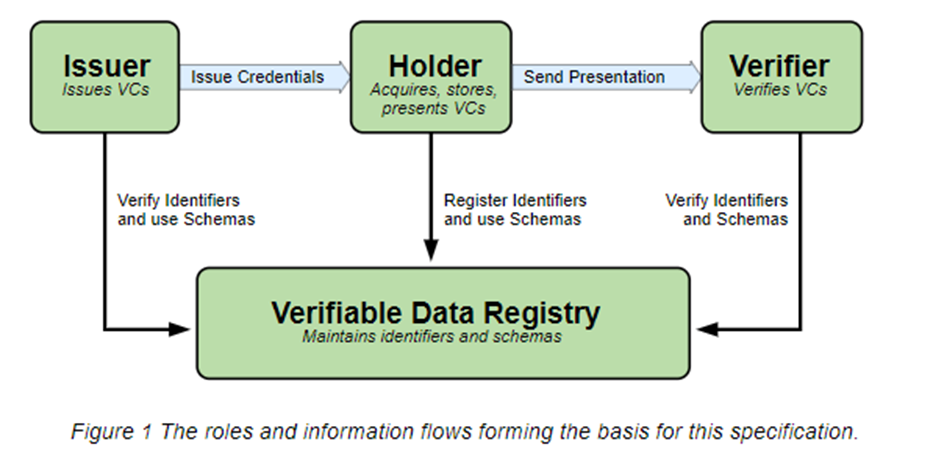 Issuer
Issues VCs
Issue Credentials
Holder
Acquires, stores,
presents VCs
Send Presentation
Verifier
Verifies VCs
Verify Identifiers
and use Schemas
Register Identifiers
and use Schemas
Verify Identifiers
and Schemas
Verifiable Data Registry
Maintains identifiers and schemas
Figure 1 The roles and information flows forming the basis for this specification.